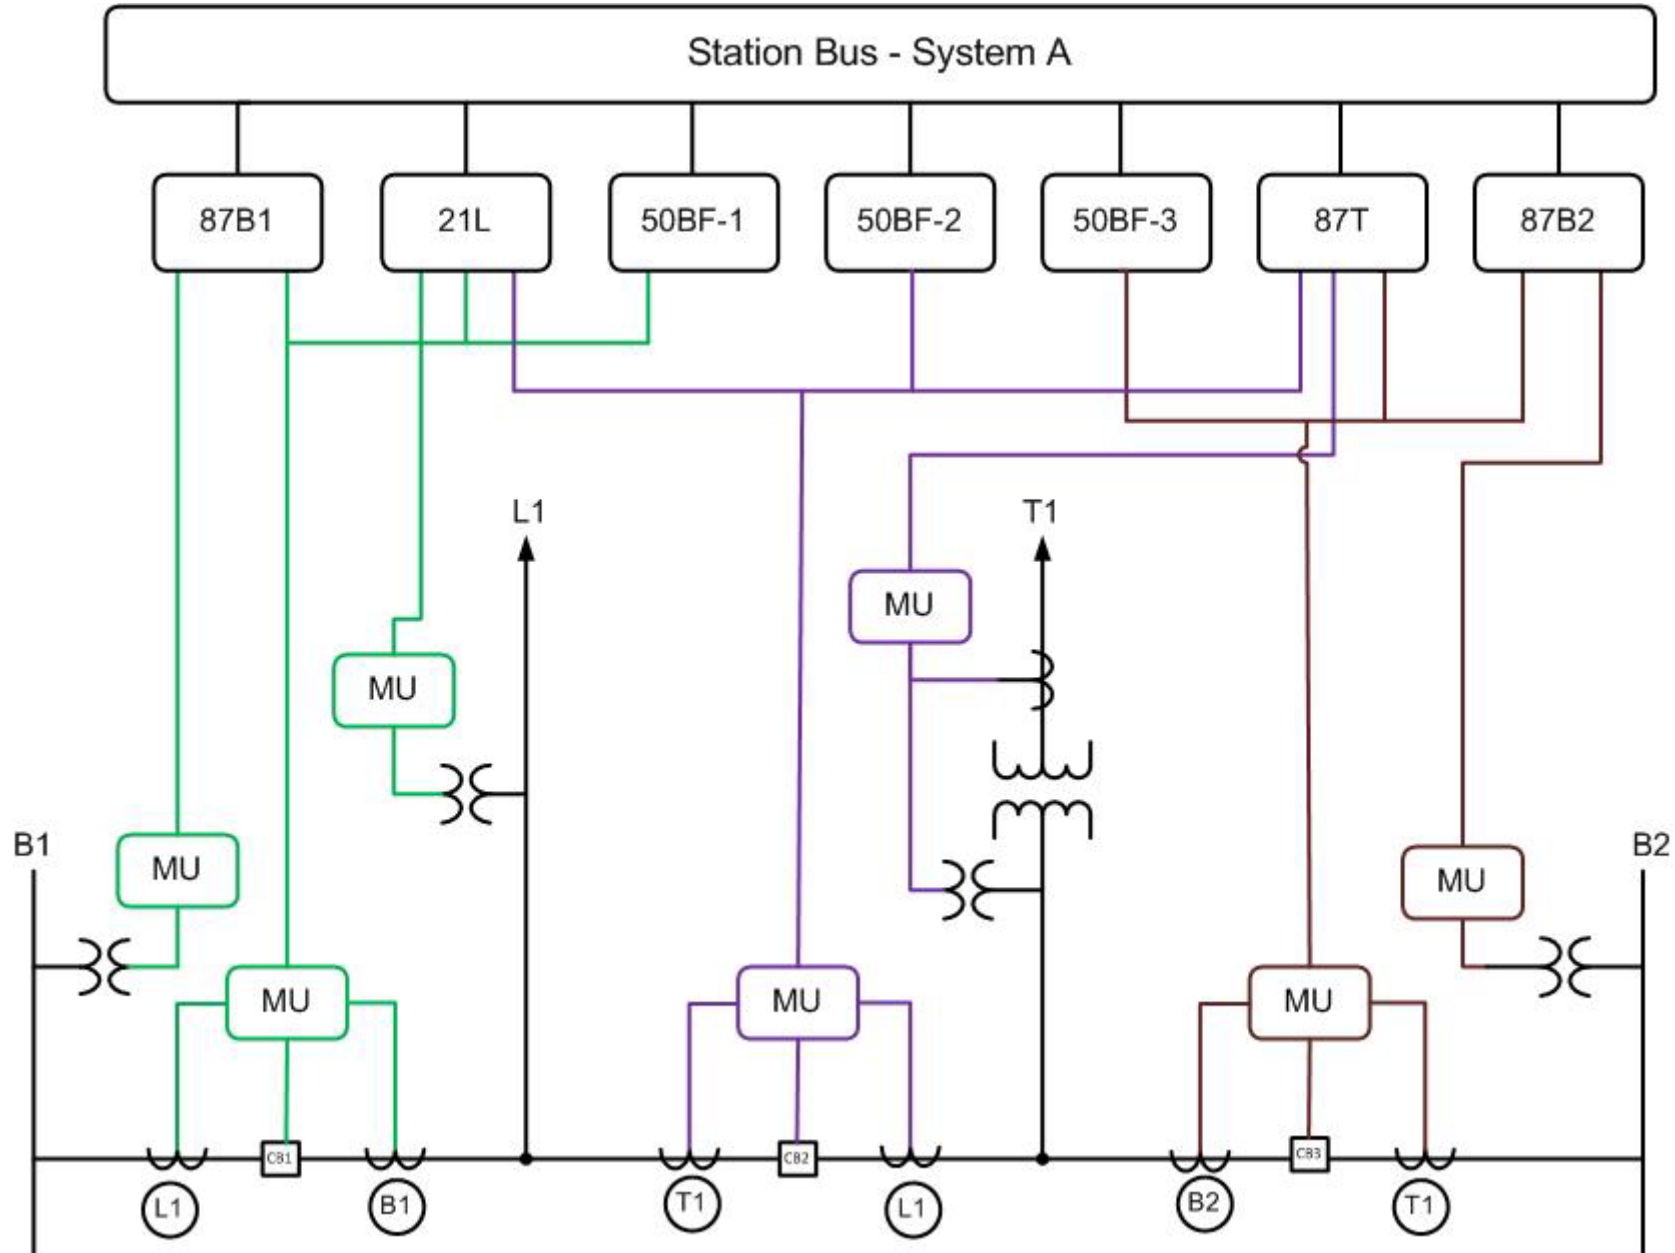 Station Bus - System A
87B1
21L
50BF-1
50BF-2
50BF-3
87T
87B2
L1
T1
MU
MU
B1
MU
MU
B2
MU
MU
MU
CB1
CB2
CB3
L1
B1
T1
L1
B2
T1